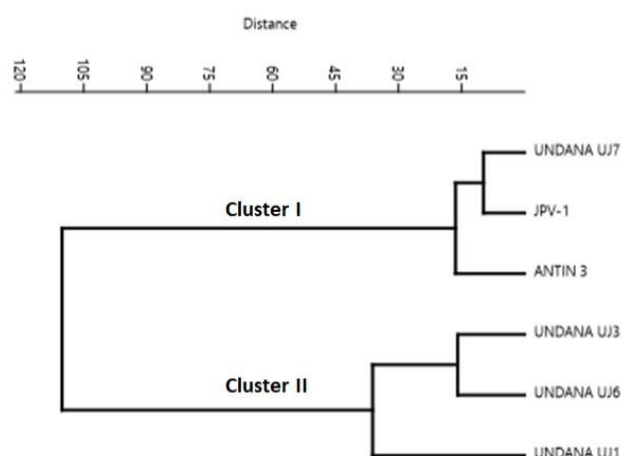 Distance
120 105 90 75 60 45 30 15
UNDANA UJ7
Cluster I
JPV-1
ANTIN 3
UNDANA UJ3
Cluster II
UNDANA UJ6
UNDANA UJ1